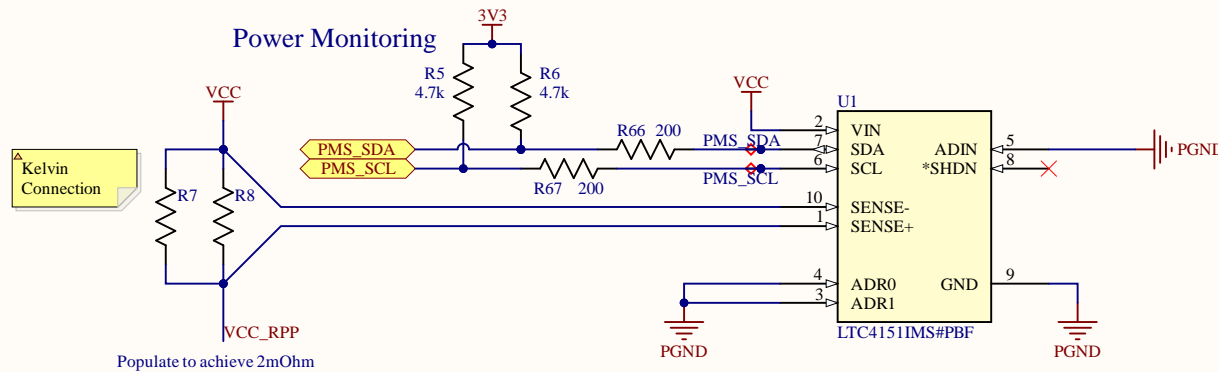 3V3
Power Monitoring
R5
4.7k
R6
4.7k
VCC
VCC
U1
R66 200
PMS_SDA
PMS_SDA
PMS_SCL
R67 200
PMS_SCL
2 VIN
7 SDA
6 SCL
ADIN 5
*SHDN 8
PGND
Kelvin
Connection
R7
R8
10 SENSE-
1 SENSE+
4 ADR0
3 ADR1
GND 9
VCC_RPP
PGND
LTC4151IMS#PBF
PGND
Populate to achieve 2mOhm